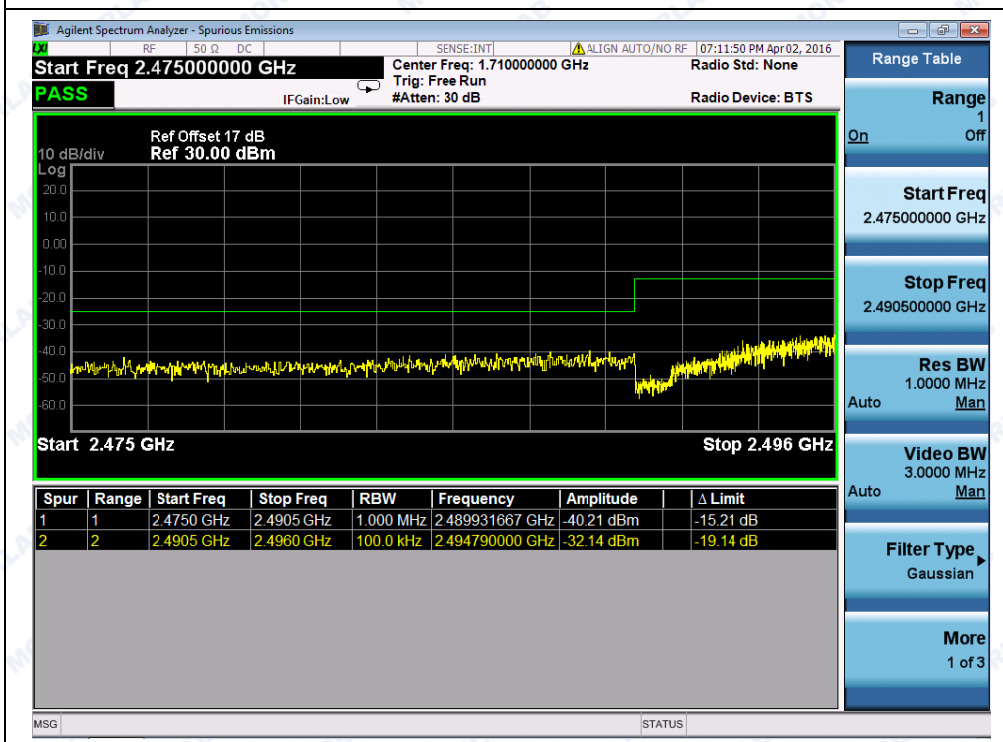 Agilent Spectrum Analyzer - Spurious Emissions
LXI RF 50 Ω DC SENSE:INT ALIGN AUTO/NO RF 07:11:50 PM Apr 02, 2016
Start Freq 2.475000000 GHz
Center Freq: 1.710000000 GHz
Radio Std: None
Trig: Free Run
PASS
IFGain:Low
#Atten: 30 dB
Radio Device: BTS
Ref Offset 17 dB
10 dB/div Ref 30.00 dBm
Log
20.0
10.0
0.00
-10.0
-20.0
-30.0
-40.0
-50.0
-60.0
Start 2.475 GHz
Stop 2.496 GHz
Spur Range Start Freq Stop Freq RBW Frequency Amplitude Δ Limit
1 1 2.4750 GHz 2.4905 GHz 1.000 MHz 2.489931667 GHz -40.21 dBm -15.21 dB
2 2 2.4905 GHz 2.4960 GHz 100.0 kHz 2.494790000 GHz -32.14 dBm -19.14 dB
MSG
STATUS
Range Table
Range
1
On Off
Start Freq
2.475000000 GHz
Stop Freq
2.490500000 GHz
Res BW
1.0000 MHz
Auto Man
Video BW
3.0000 MHz
Auto Man
Filter Type
Gaussian
More
1 of 3